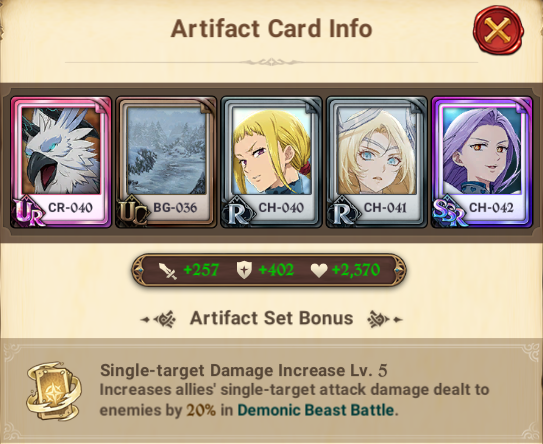 Artifact Card Info
UR CR-040
UC BG-036
R CH-040
R CH-041
SSR CH-042
+257 +402 +2,370
Artifact Set Bonus
Single-target Damage Increase Lv. 5
Increases allies' single-target attack damage dealt to
enemies by 20% in Demonic Beast Battle.